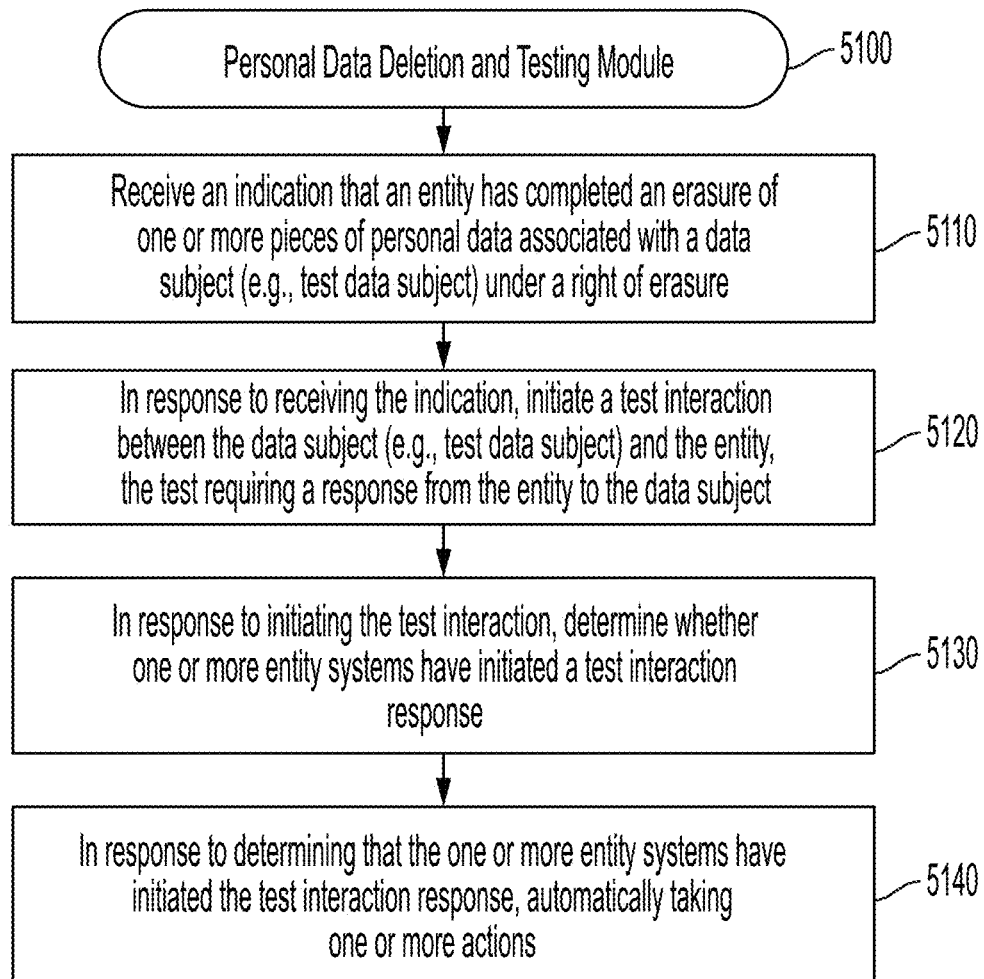 Personal Data Deletion and Testing Module
5100
Receive an indication that an entity has completed an erasure of
one or more pieces of personal data associated with a data
subject (e.g., test data subject) under a right of erasure
5110
In response to receiving the indication, initiate a test interaction
between the data subject (e.g., test data subject) and the entity,
the test requiring a response from the entity to the data subject
5120
In response to initiating the test interaction, determine whether
one or more entity systems have initiated a test interaction
response
5130
In response to determining that the one or more entity systems have
initiated the test interaction response, automatically taking
one or more actions
5140